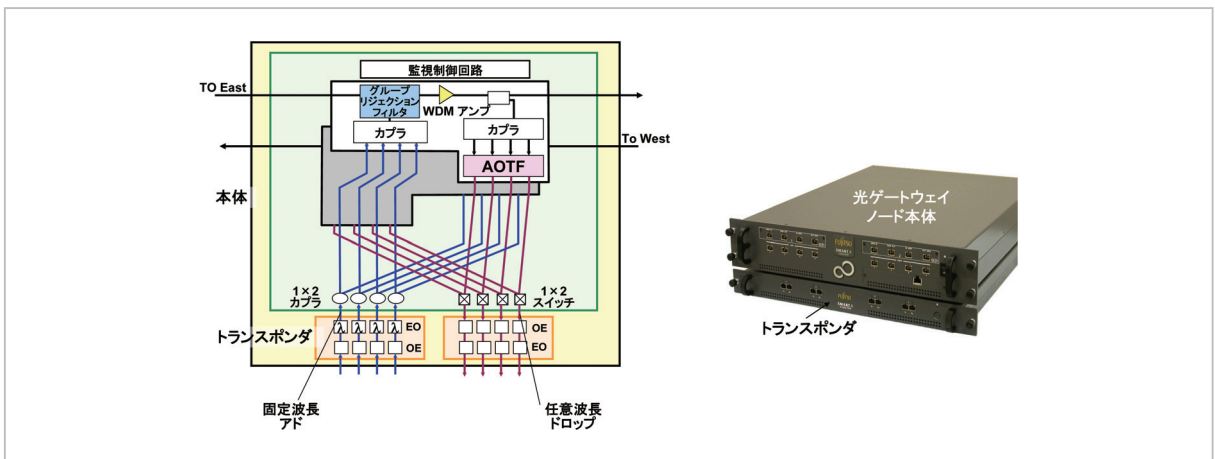 監視制御回路
TO East
グループ
リジェクション
フィルタ
WDM アンプ
カプラ
カプラ
To West
AOTF
本体
1×2
カプラ
1×2
スイッチ
トランスポンダ
λ λ λ λ EO
OE
OE
EO
固定波長
アド
任意波長
ドロップ
光ゲートウェイ
ノード本体
FUJITSU
トランスポンダ